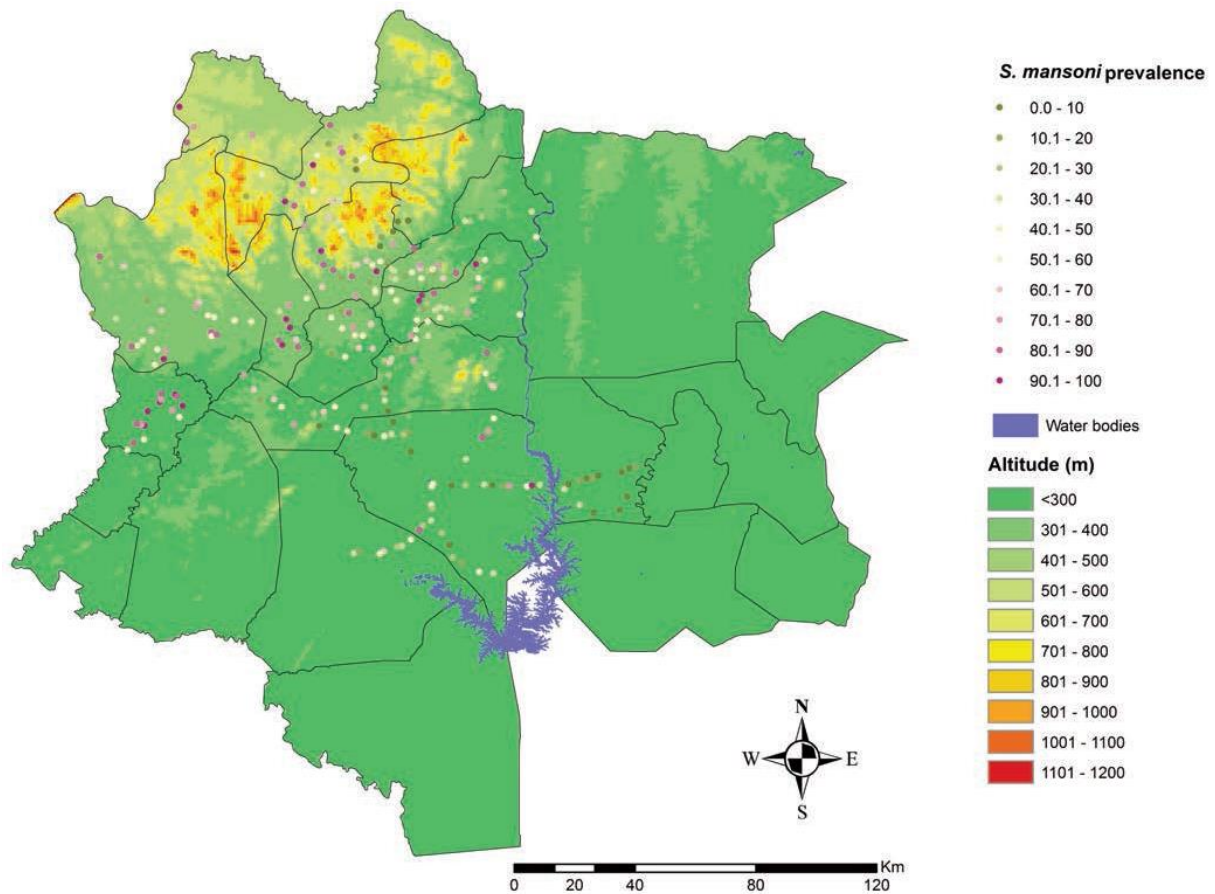 S. mansoni prevalence
0.0 - 10
10.1 - 20
20.1 - 30
30.1 - 40
40.1 - 50
50.1 - 60
60.1 - 70
70.1 - 80
80.1 - 90
90.1 - 100
Water bodies
Altitude (m)
<300
301 - 400
401 - 500
501 - 600
601 - 700
701 - 800
801 - 900
901 - 1000
1001 - 1100
1101 - 1200
N
W E
S
Km
0 20 40 80 120